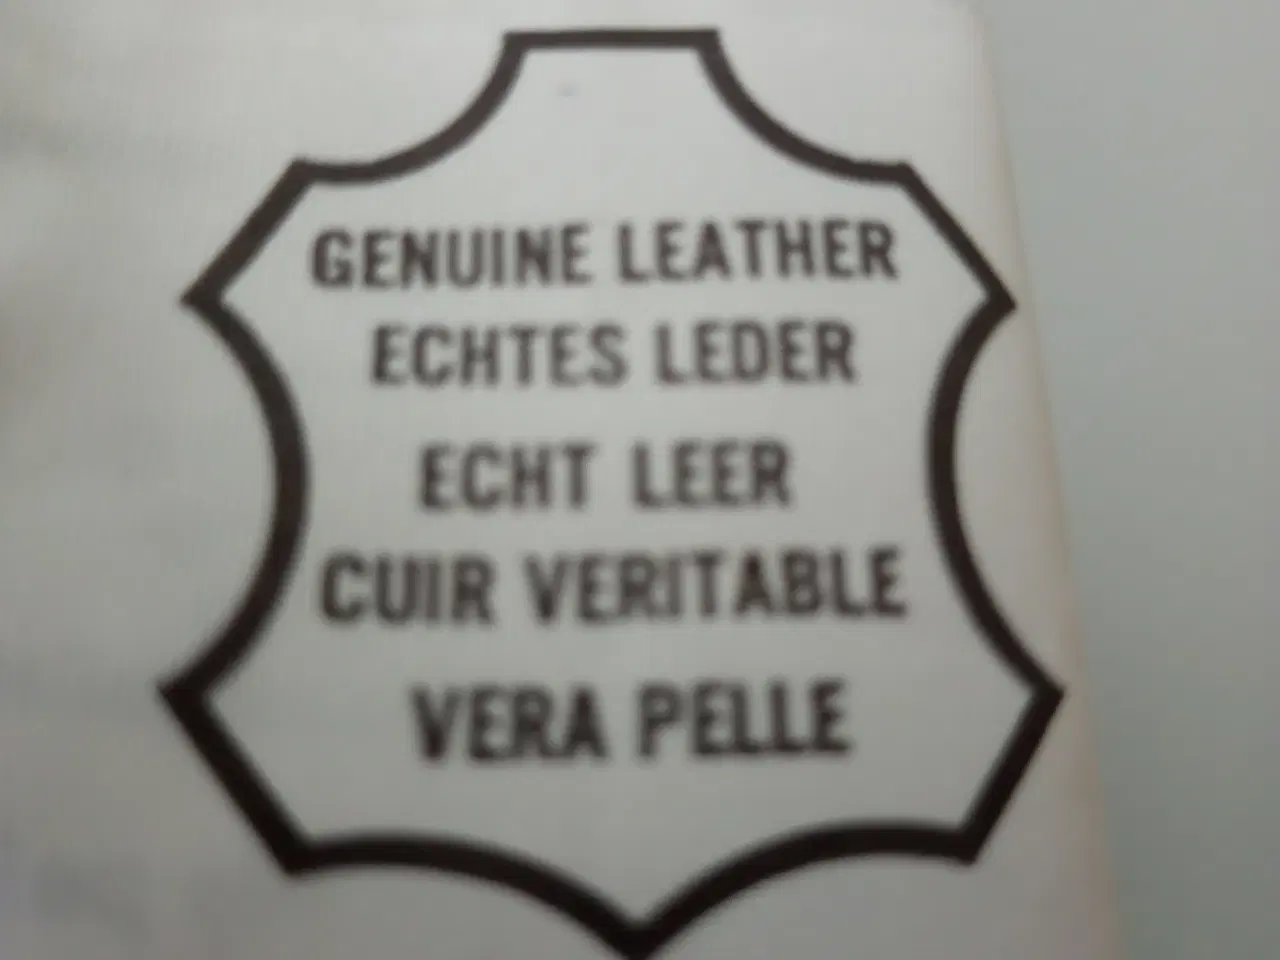 GENUINE LEATHER
ECHTES LEDER
ECHT LEER
CUIR VERITABLE
VERA PELLE